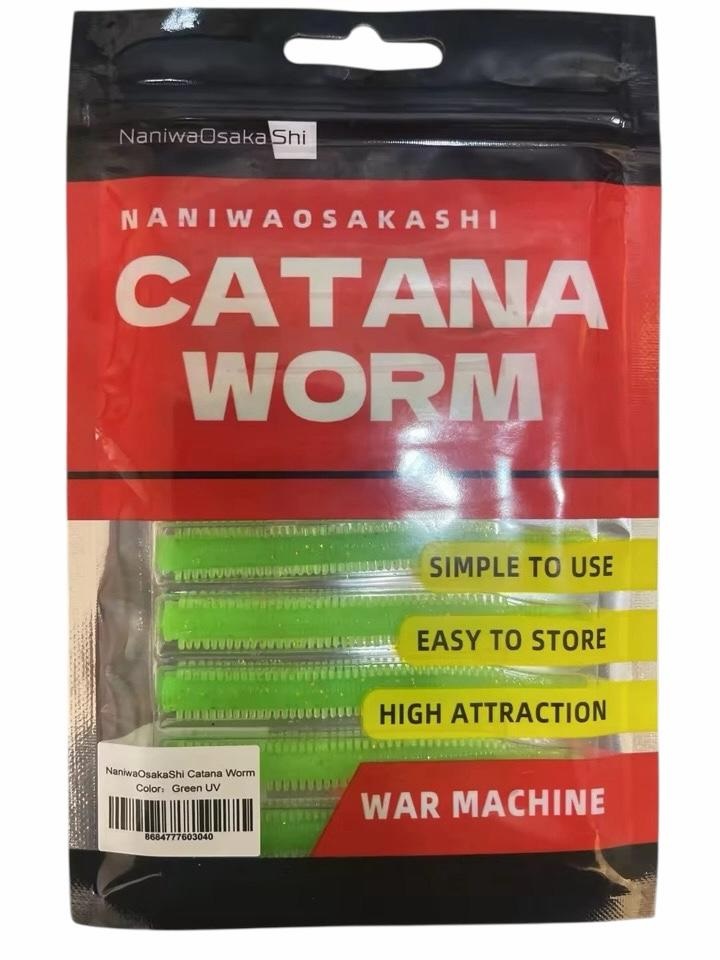 NaniwaOsakaShi
NANIWAOSAKASHI
CATANA
WORM
SIMPLE TO USE
EASY TO STORE
HIGH ATTRACTION
WAR MACHINE
NaniwaOsakaShi Catana Worm
Color：Green UV
8684777603040